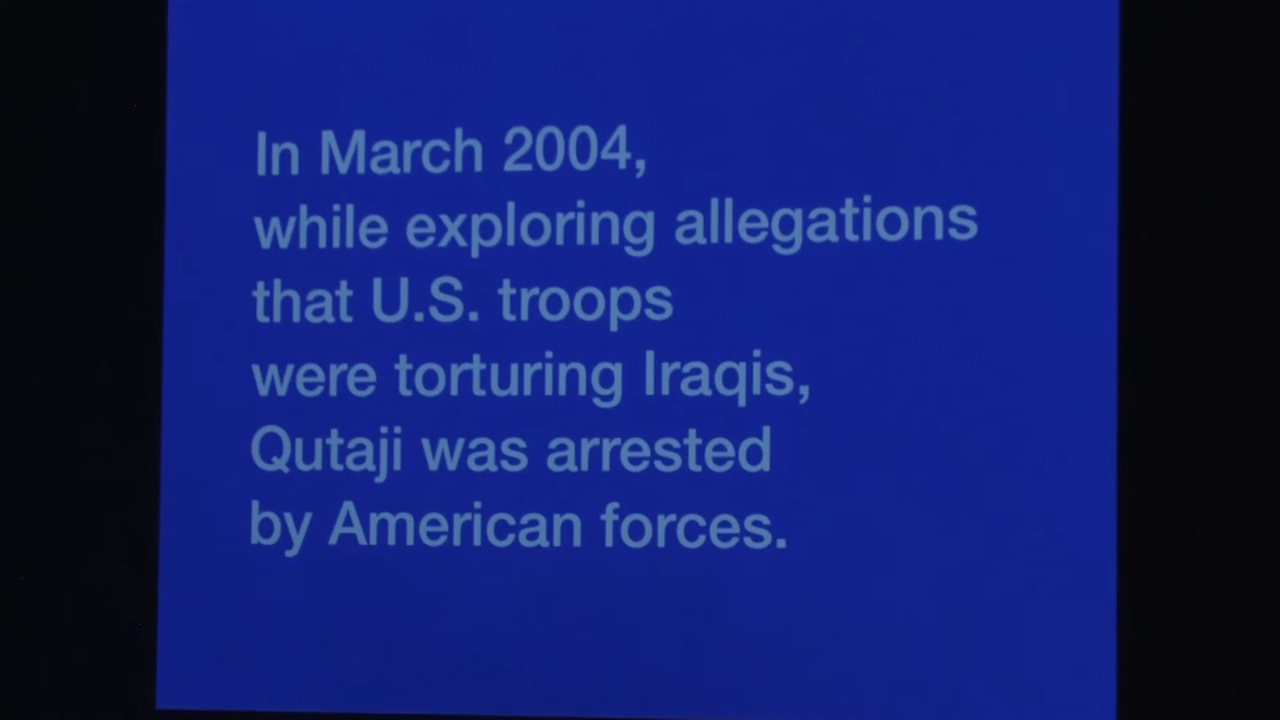 In March 2004,
while exploring allegations
that U.S. troops
were torturing Iraqis,
Qutaji was arrested
by American forces.